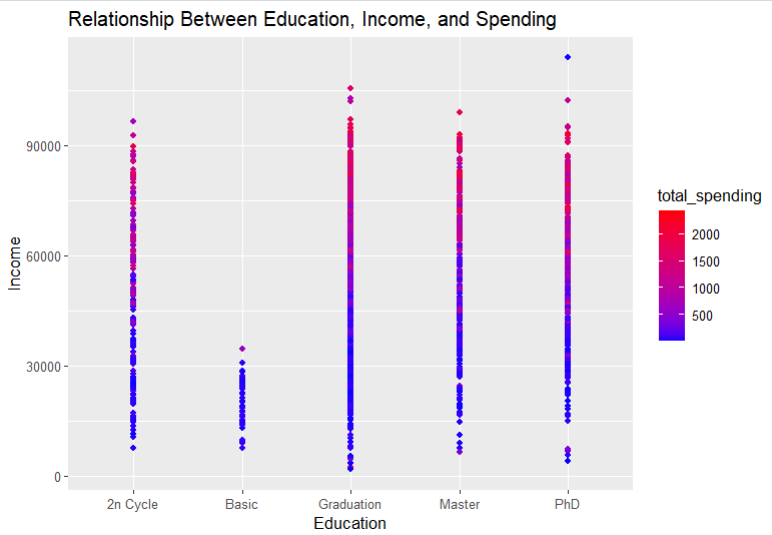 Relationship Between Education, Income, and Spending
90000
60000
30000
0
Income
2n Cycle
Basic
Graduation
Master
PhD
Education
total_spending
2000
1500
1000
500